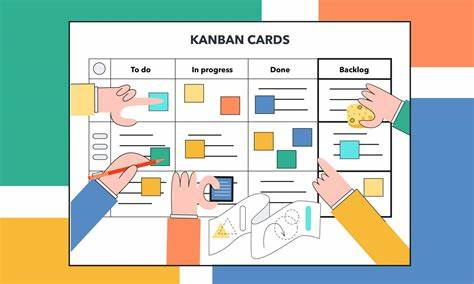 KANBAN CARDS
To do
In progress
Done
Backlog